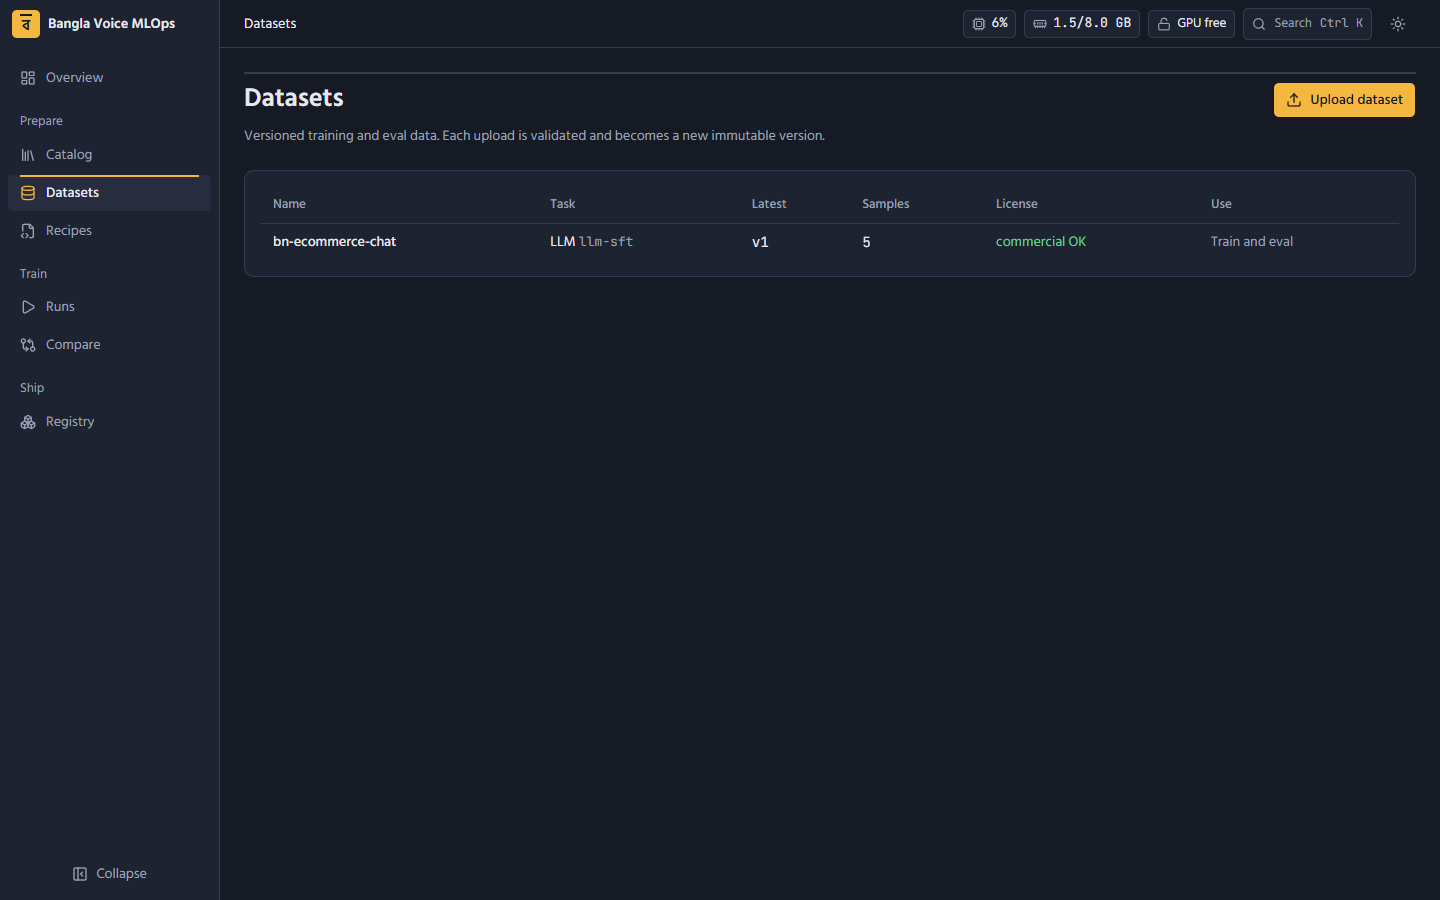 ব Bangla Voice MLOps
Datasets
6%
1.5/8.0 GB
GPU free
Search Ctrl K
Overview
Prepare
Catalog
Datasets
Recipes
Train
Runs
Compare
Ship
Registry
Collapse
Datasets
Upload dataset
Versioned training and eval data. Each upload is validated and becomes a new immutable version.
Name Task Latest Samples License Use
bn-ecommerce-chat LLM llm-sft v1 5 commercial OK Train and eval